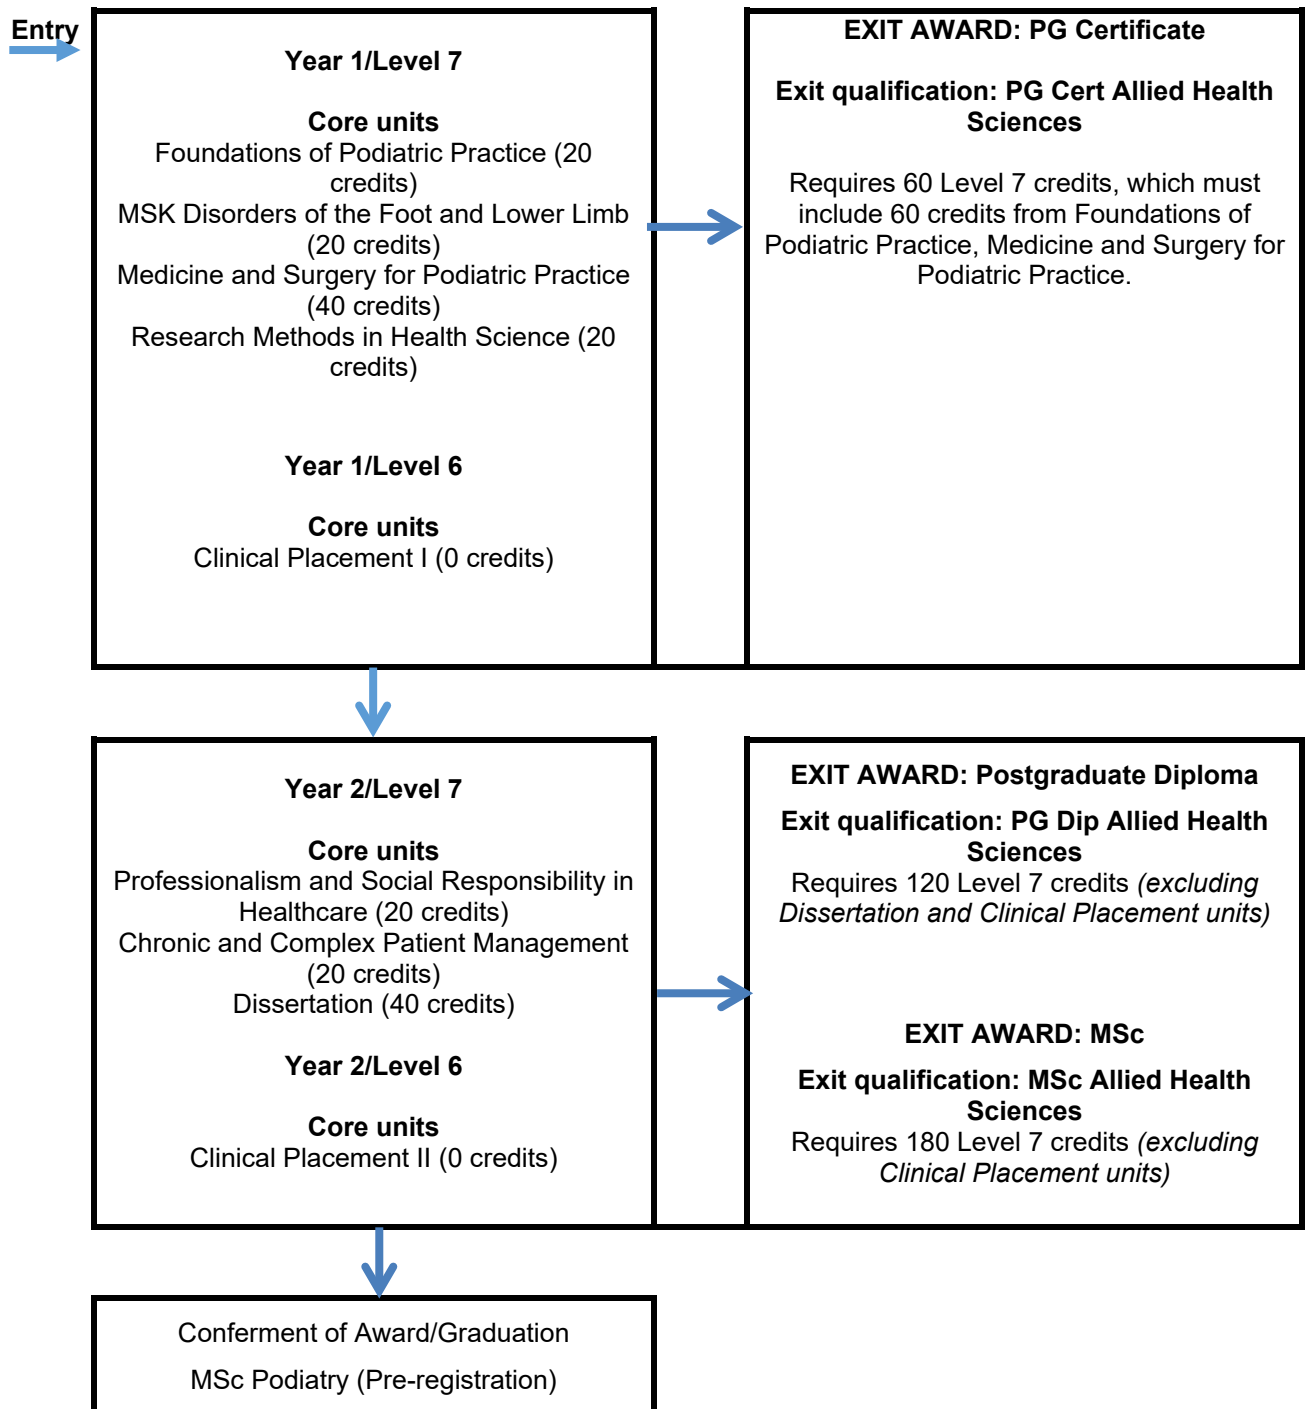 Entry
Year 1/Level 7
Core units
Foundations of Podiatric Practice (20
credits)
MSK Disorders of the Foot and Lower Limb
(20 credits)
Medicine and Surgery for Podiatric Practice
(40 credits)
Research Methods in Health Science (20
credits)
Year 1/Level 6
Core units
Clinical Placement I (0 credits)
EXIT AWARD: PG Certificate
Exit qualification: PG Cert Allied Health
Sciences
Requires 60 Level 7 credits, which must
include 60 credits from Foundations of
Podiatric Practice, Medicine and Surgery for
Podiatric Practice.
Year 2/Level 7
Core units
Professionalism and Social Responsibility in
Healthcare (20 credits)
Chronic and Complex Patient Management
(20 credits)
Dissertation (40 credits)
Year 2/Level 6
Core units
Clinical Placement II (0 credits)
EXIT AWARD: Postgraduate Diploma
Exit qualification: PG Dip Allied Health
Sciences
Requires 120 Level 7 credits (excluding
Dissertation and Clinical Placement units)
EXIT AWARD: MSc
Exit qualification: MSc Allied Health
Sciences
Requires 180 Level 7 credits (excluding
Clinical Placement units)
Conferment of Award/Graduation
MSc Podiatry (Pre-registration)